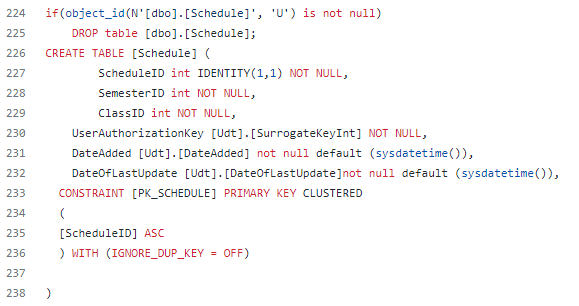 224 if(object_id(N'[dbo].[Schedule]', 'U') is not null)
225 DROP table [dbo].[Schedule];
226 CREATE TABLE [Schedule] (
227 ScheduleID int IDENTITY(1,1) NOT NULL,
228 SemesterID int NOT NULL,
229 ClassID int NOT NULL,
230 UserAuthorizationKey [Udt].[SurrogateKeyInt] NOT NULL,
231 DateAdded [Udt].[DateAdded] not null default (sysdatetime()),
232 DateOfLastUpdate [Udt].[DateOfLastUpdate]not null default (sysdatetime()),
233 CONSTRAINT [PK_SCHEDULE] PRIMARY KEY CLUSTERED
234 (
235 [ScheduleID] ASC
236 ) WITH (IGNORE_DUP_KEY = OFF)
237
238 )